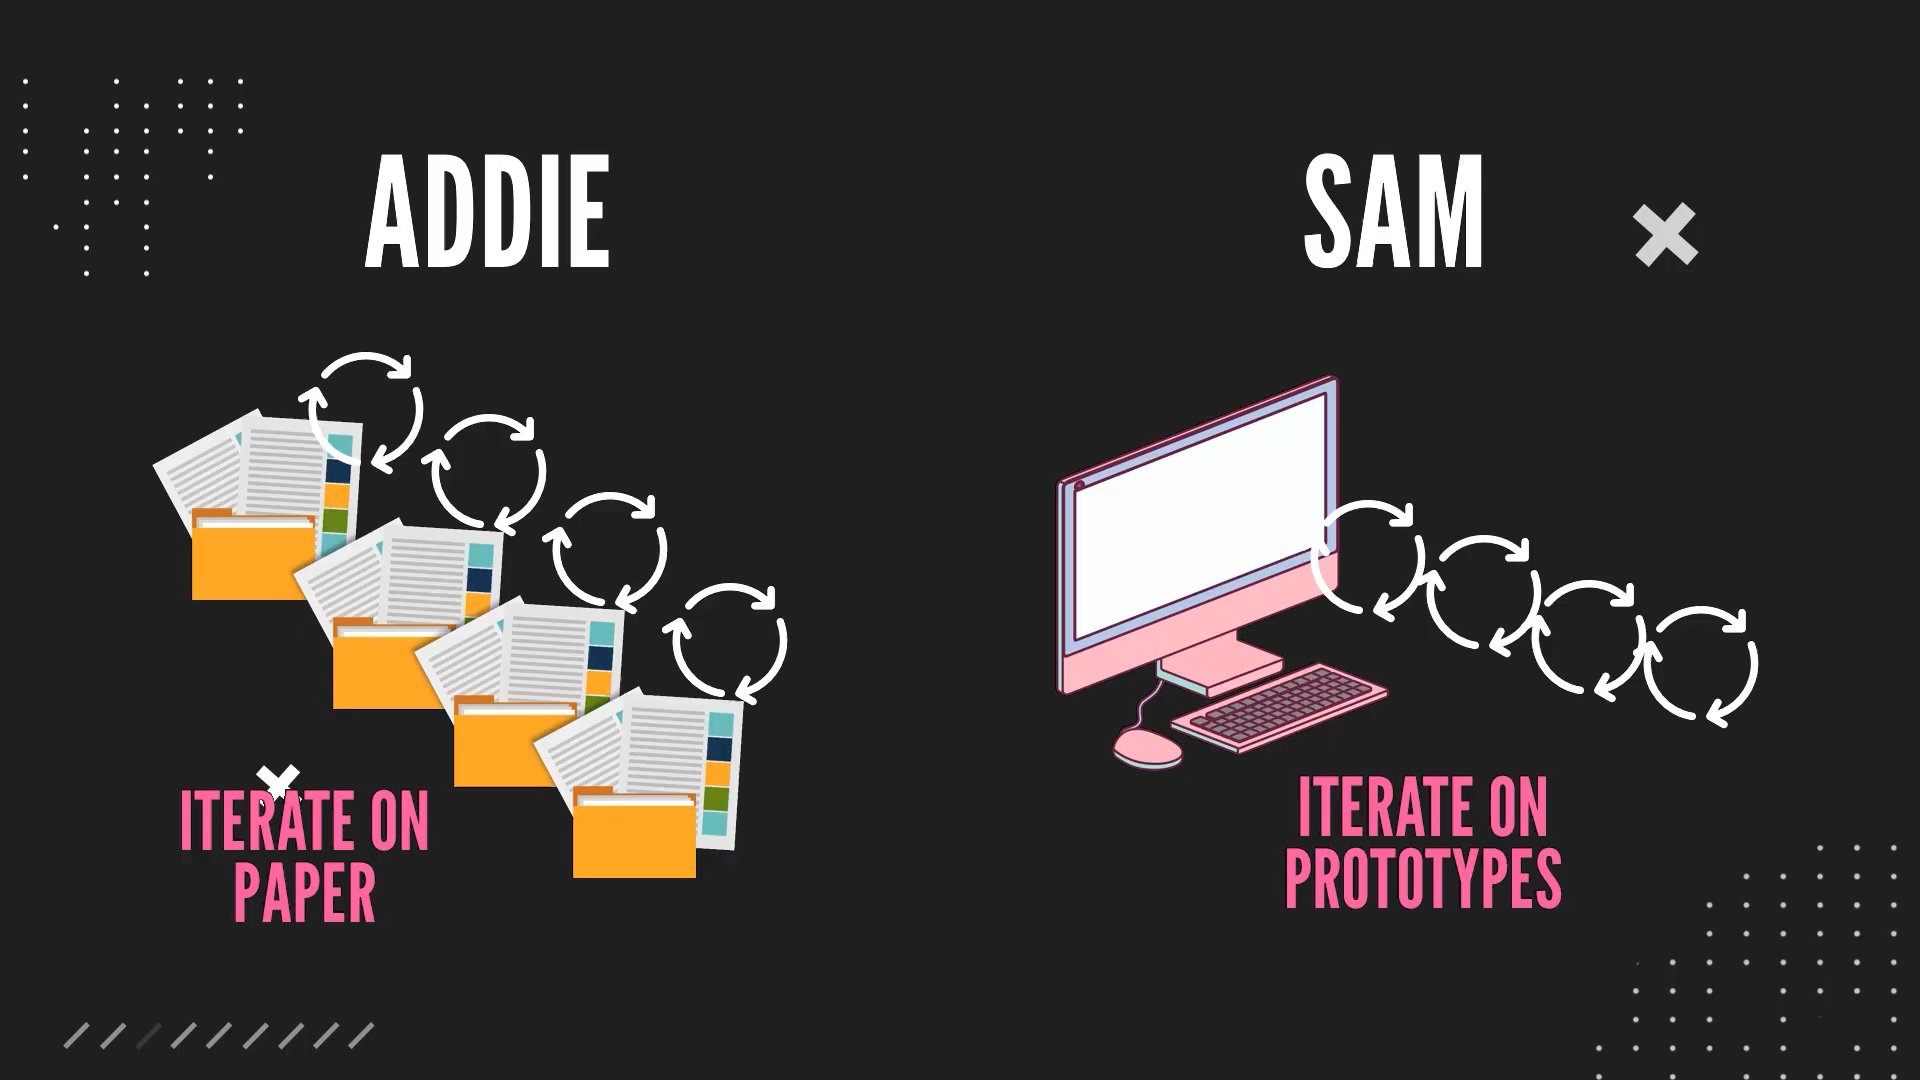 ADDIE
SAM
ITERATE ON
PAPER
ITERATE ON
PROTOTYPES